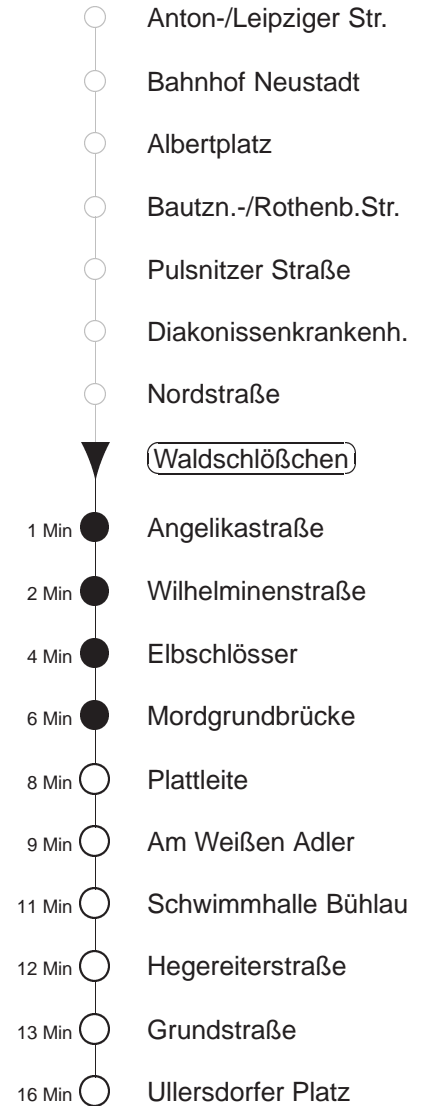 Anton-/Leipziger Str.
Bahnhof Neustadt
Albertplatz
Bautzn.-/Rothenb.Str.
Pulsnitzer Straße
Diakonissenkrankenh.
Nordstraße
Waldschlößchen
1 Min Angelikastraße
2 Min Wilhelminenstraße
4 Min Elbschlösser
6 Min Mordgrundbrücke
8 Min Plattleite
9 Min Am Weißen Adler
11 Min Schwimmhalle Bühlau
12 Min Hegereiterstraße
13 Min Grundstraße
16 Min Ullersdorfer Platz